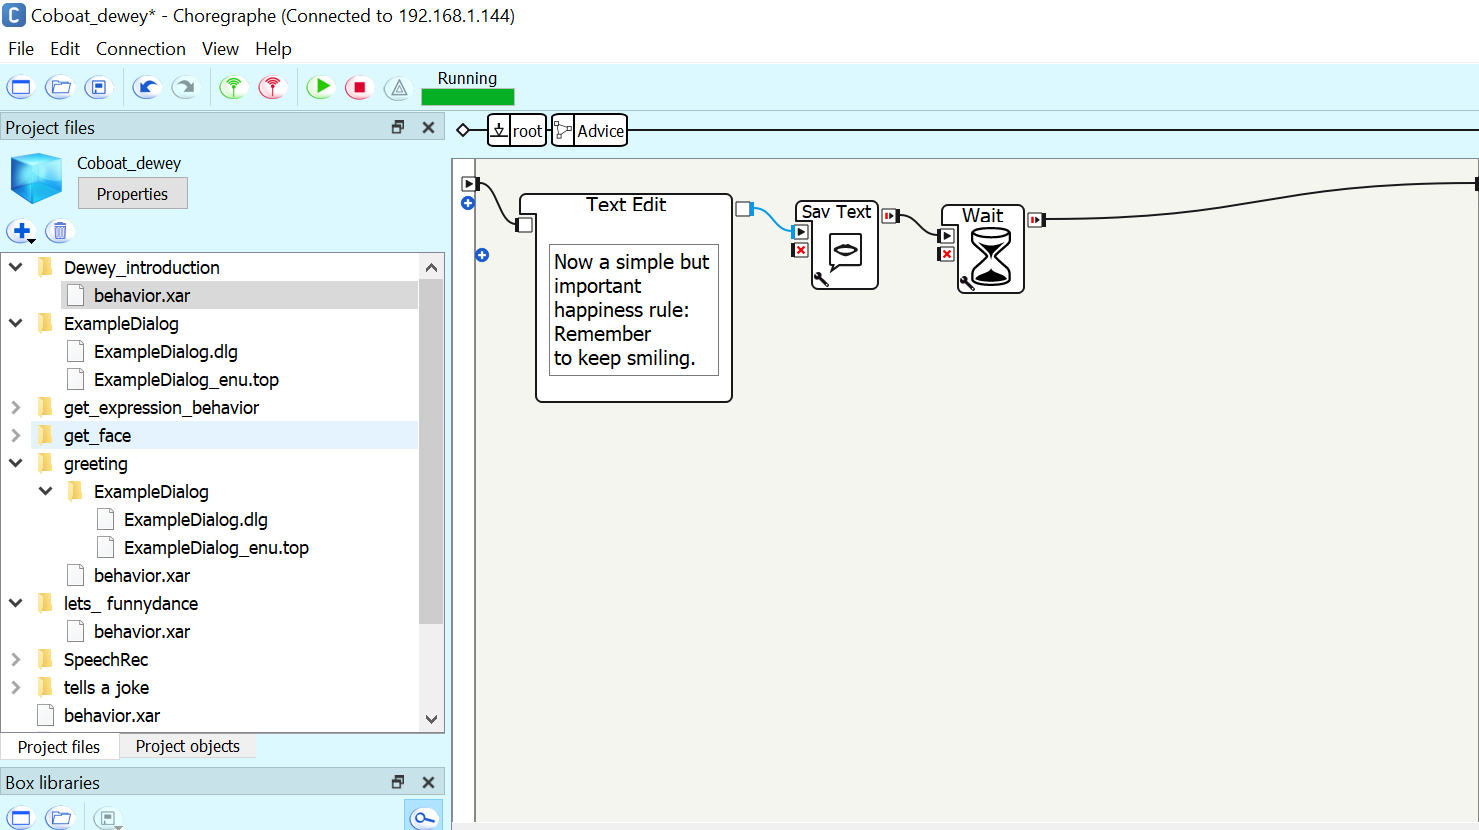 Coboat_dewey* - Choregraphe (Connected to 192.168.1.144)
File Edit Connection View Help
Running
Project files
root Advice
Coboat_dewey
Properties
Dewey_introduction
behavior.xar
ExampleDialog
ExampleDialog.dlg
ExampleDialog_enu.top
get_expression_behavior
get_face
greeting
ExampleDialog
ExampleDialog.dlg
ExampleDialog_enu.top
behavior.xar
lets_ funnydance
behavior.xar
SpeechRec
tells a joke
behavior.xar
Project files Project objects
Box libraries
Text Edit
Now a simple but
important
happiness rule:
Remember
to keep smiling.
Sav Text
Wait